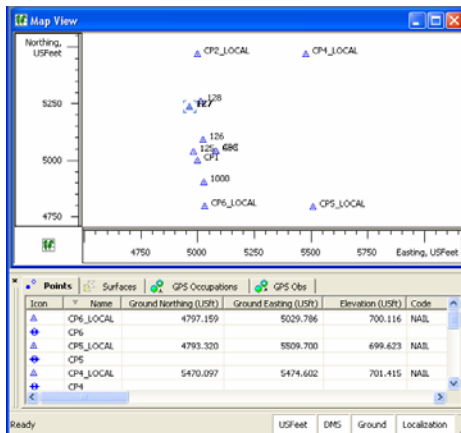 Map View
Northing,
USFeet
CP2_LOCAL
CP4_LOCAL
5250
128
127
126
125
5000
CP1
1000
CP6_LOCAL
CP5_LOCAL
4750
4750 5000 5250 5500 5750 Easting, USFeet
Points Surfaces GPS Occupations GPS Obs
Icon Name Ground Northing (USft) Ground Easting (USft) Elevation (USft) Code
CP6_LOCAL 4797.159 5029.786 700.116 NAIL
CP6
CP5_LOCAL 4793.320 5509.700 699.623 NAIL
CP5
CP4_LOCAL 5470.097 5474.602 701.415 NAIL
CP4
Ready USFeet DMS Ground Localization